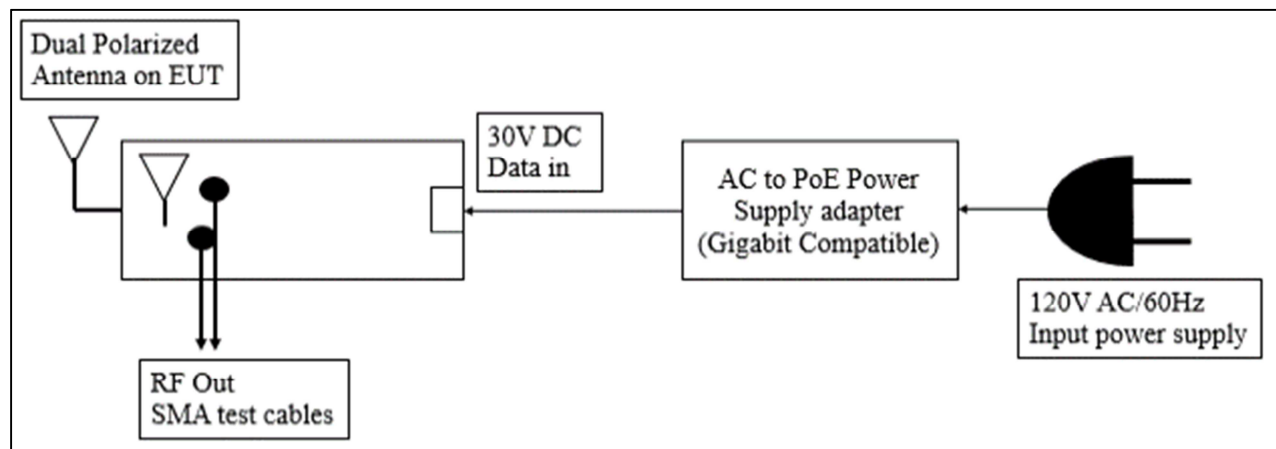 Dual Polarized
Antenna on EUT
30V DC
Data in
AC to PoE Power
Supply adapter
(Gigabit Compatible)
120V AC/60Hz
Input power supply
RF Out
SMA test cables